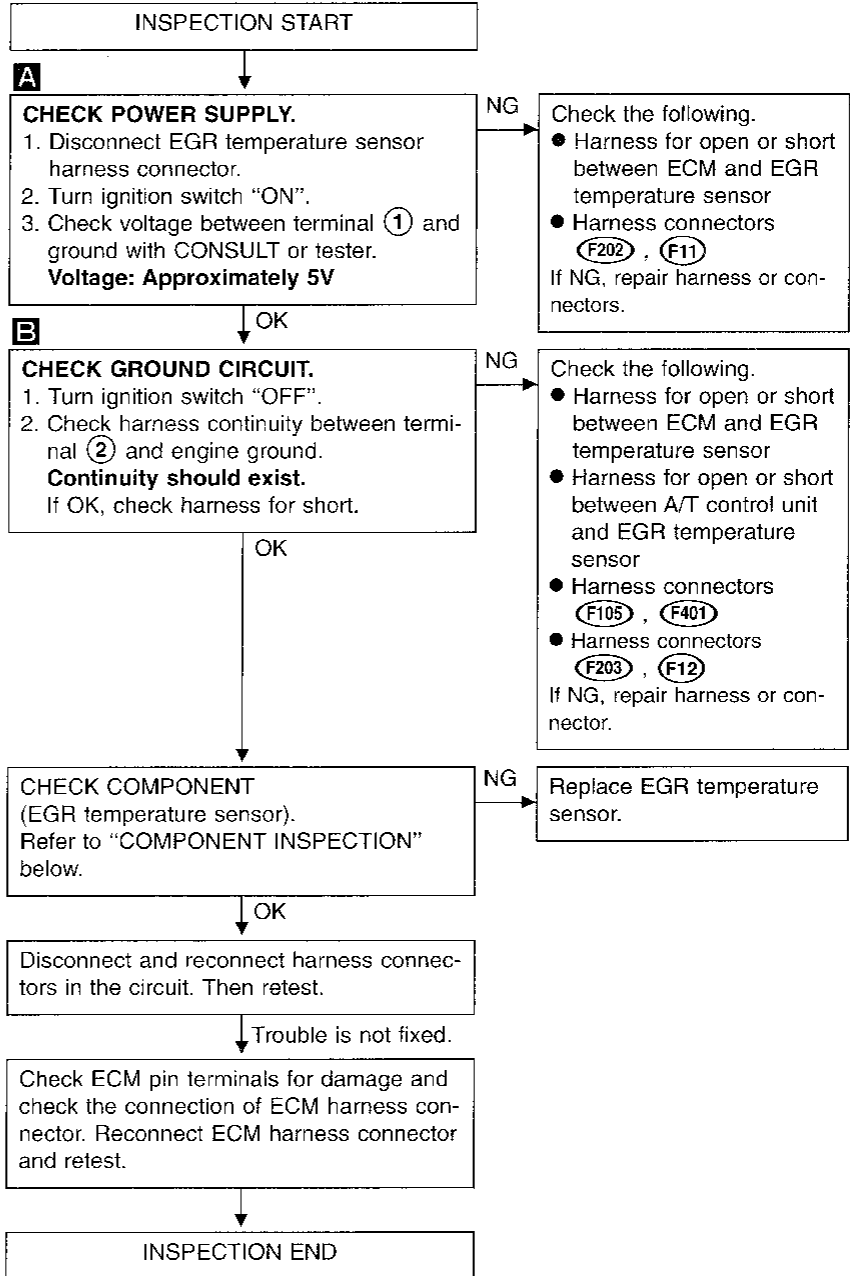 INSPECTION START
A
CHECK POWER SUPPLY.
1. Disconnect EGR temperature sensor
harness connector.
2. Turn ignition switch “ON”.
3. Check voltage between terminal ① and
ground with CONSULT or tester.
Voltage: Approximately 5V
NG
Check the following.
● Harness for open or short
between ECM and EGR
temperature sensor
● Harness connectors
F202 , F11
If NG, repair harness or con-
nectors.
OK
B
CHECK GROUND CIRCUIT.
1. Turn ignition switch “OFF”.
2. Check harness continuity between termi-
nal ② and engine ground.
Continuity should exist.
If OK, check harness for short.
NG
Check the following.
● Harness for open or short
between ECM and EGR
temperature sensor
● Harness for open or short
between A/T control unit
and EGR temperature
sensor
● Harness connectors
F105 , F401
● Harness connectors
F203 , F12
If NG, repair harness or con-
nector.
OK
CHECK COMPONENT
(EGR temperature sensor).
Refer to “COMPONENT INSPECTION”
below.
NG
Replace EGR temperature
sensor.
OK
Disconnect and reconnect harness connec-
tors in the circuit. Then retest.
Trouble is not fixed.
Check ECM pin terminals for damage and
check the connection of ECM harness con-
nector. Reconnect ECM harness connector
and retest.
INSPECTION END